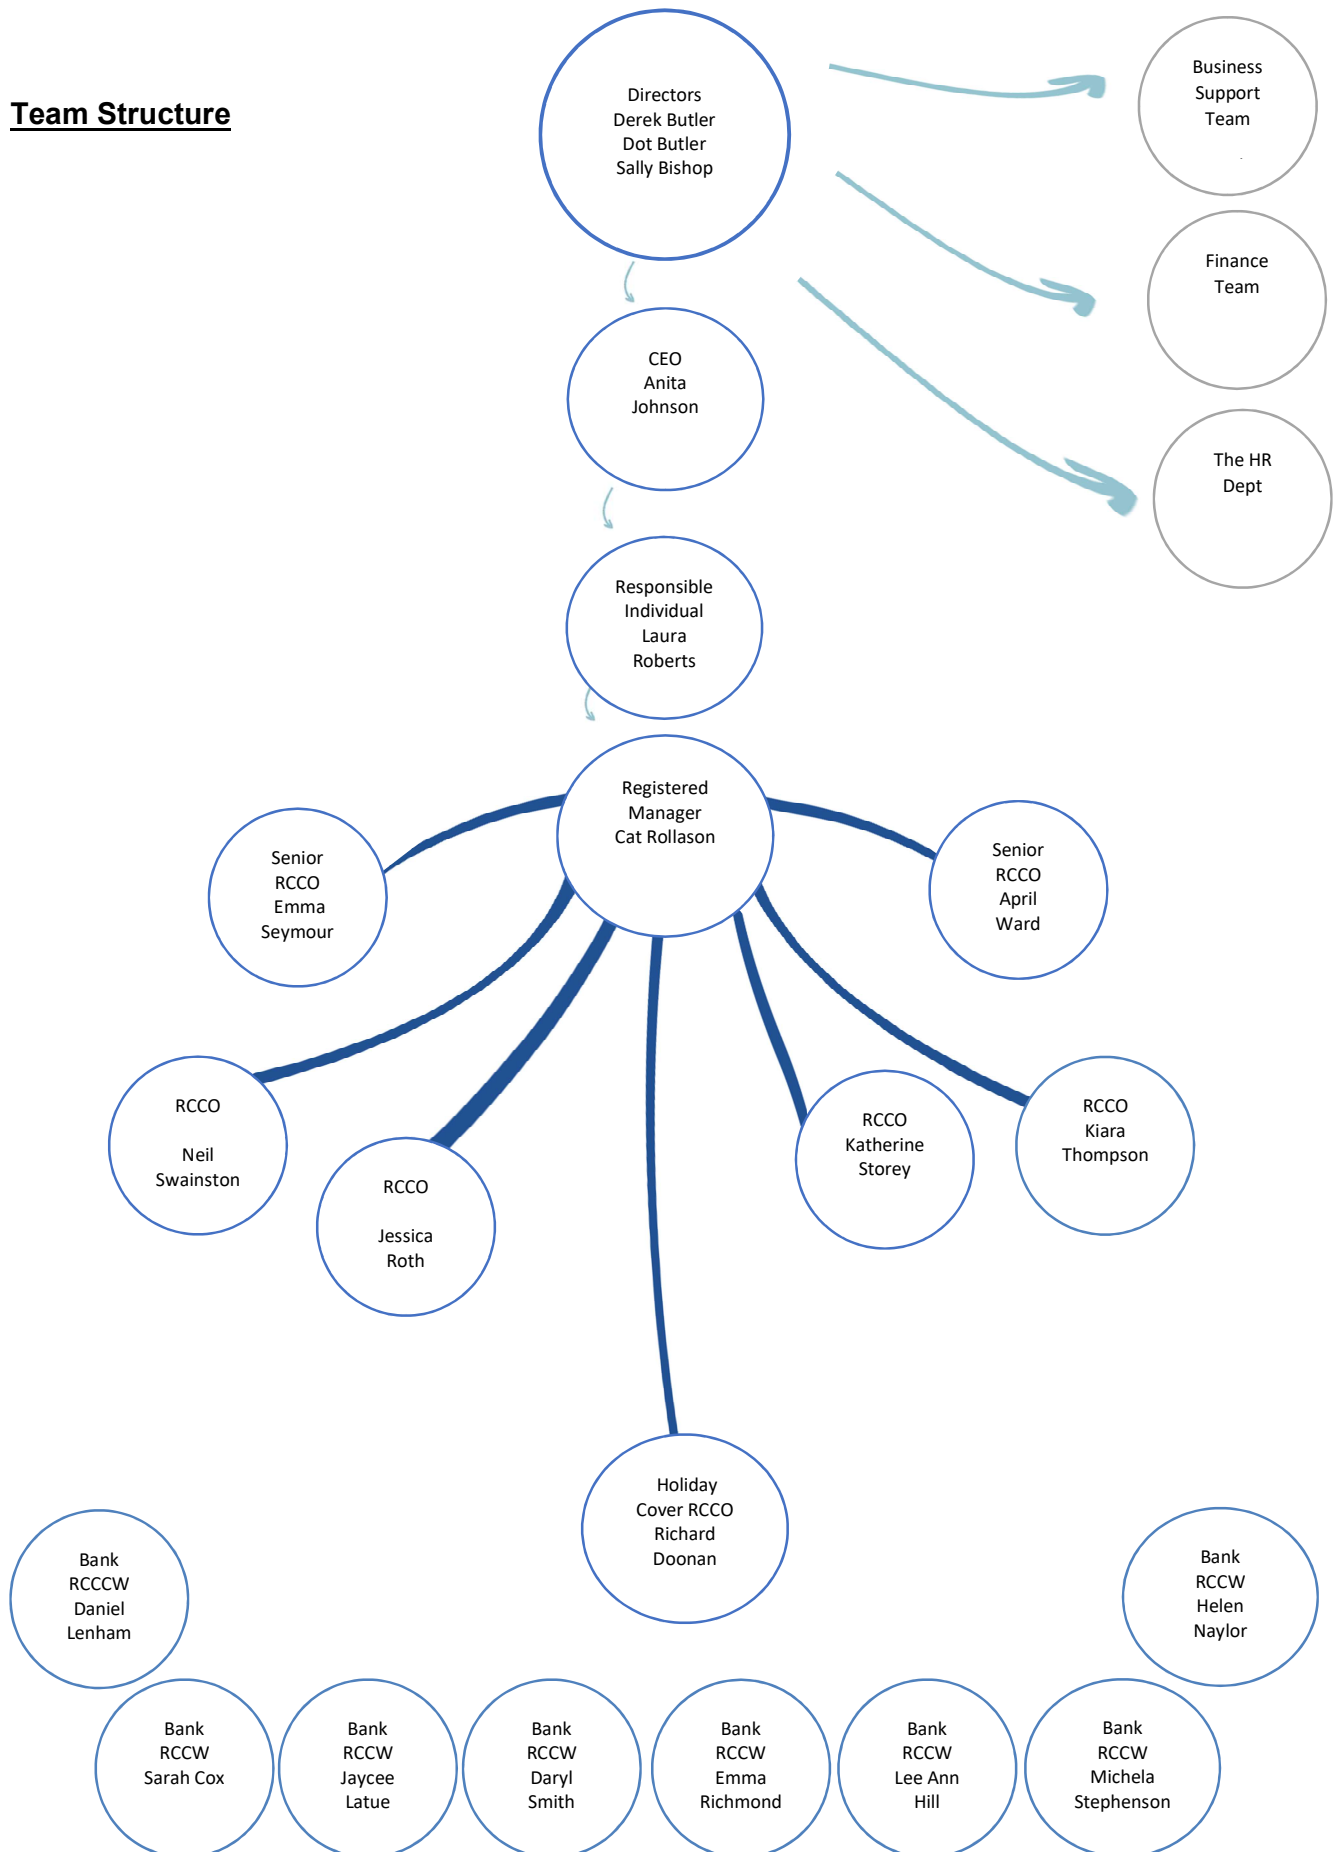 Team Structure
Directors
Derek Butler
Dot Butler
Sally Bishop
Business
Support
Team
Finance
Team
The HR
Dept
CEO
Anita
Johnson
Responsible
Individual
Laura
Roberts
Registered
Manager
Cat Rollason
Senior
RCCO
Emma
Seymour
Senior
RCCO
April
Ward
RCCO
Neil
Swainston
RCCO
Jessica
Roth
RCCO
Katherine
Storey
RCCO
Kiara
Thompson
Holiday
Cover RCCO
Richard
Doonan
Bank
RCCCW
Daniel
Lenham
Bank
RCCW
Helen
Naylor
Bank
RCCW
Sarah Cox
Bank
RCCW
Jaycee
Latue
Bank
RCCW
Daryl
Smith
Bank
RCCW
Emma
Richmond
Bank
RCCW
Lee Ann
Hill
Bank
RCCW
Michela
Stephenson